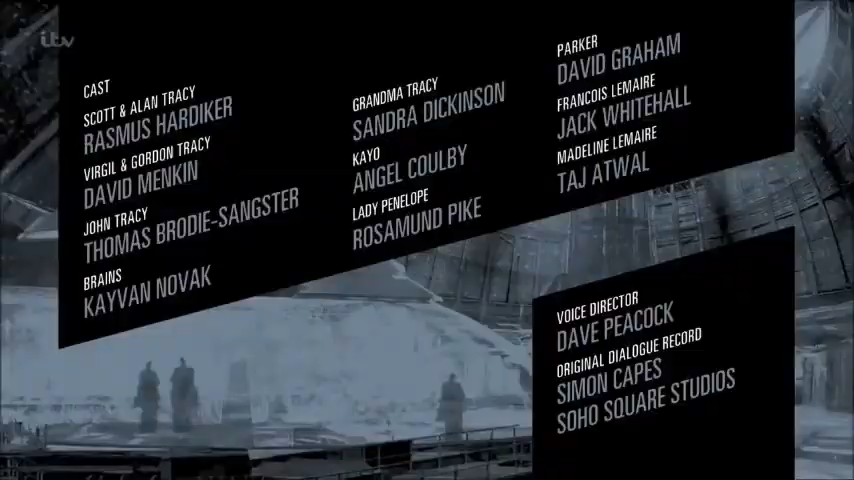 itv
CAST
SCOTT & ALAN TRACY
RASMUS HARDIKER
VIRGIL & GORDON TRACY
DAVID MENKIN
JOHN TRACY
THOMAS BRODIE-SANGSTER
BRAINS
KAYVAN NOVAK
GRANDMA TRACY
SANDRA DICKINSON
KAYO
ANGEL COULBY
LADY PENELOPE
ROSAMUND PIKE
PARKER
DAVID GRAHAM
FRANCOIS LEMAIRE
JACK WHITEHALL
MADELINE LEMAIRE
TAJ ATWAL
VOICE DIRECTOR
DAVE PEACOCK
ORIGINAL DIALOGUE RECORD
SIMON CAPES
SOHO SQUARE STUDIOS